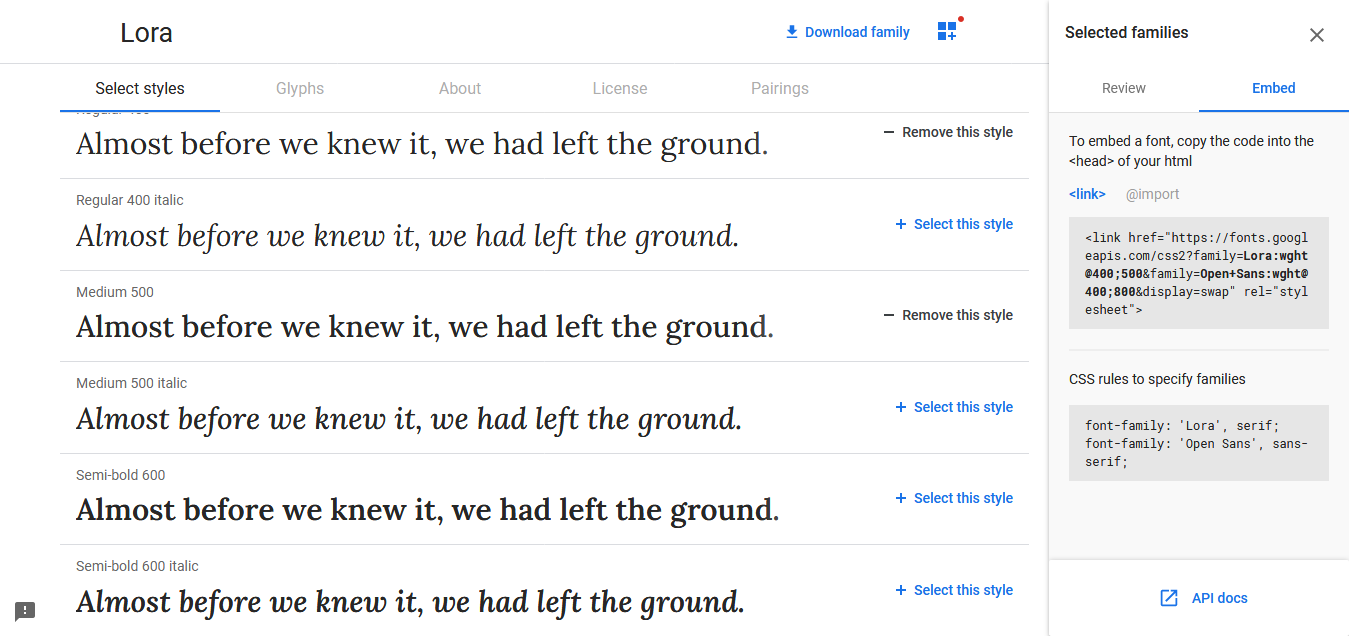 Lora
Download family
Select styles
Glyphs
About
License
Pairings
Regular 400
Almost before we knew it, we had left the ground.
Remove this style
Regular 400 italic
Almost before we knew it, we had left the ground.
Select this style
Medium 500
Almost before we knew it, we had left the ground.
Remove this style
Medium 500 italic
Almost before we knew it, we had left the ground.
Select this style
Semi-bold 600
Almost before we knew it, we had left the ground.
Select this style
Semi-bold 600 italic
Almost before we knew it, we had left the ground.
Select this style
Selected families
Review
Embed
To embed a font, copy the code into the
<head> of your html
<link>
@import
<link href="https://fonts.googl
eapis.com/css2?family=Lora:wght
@400;500&family=Open+Sans:wght@
400;800&display=swap" rel="styl
esheet">
CSS rules to specify families
font-family: 'Lora', serif;
font-family: 'Open Sans', sans-
serif;
API docs